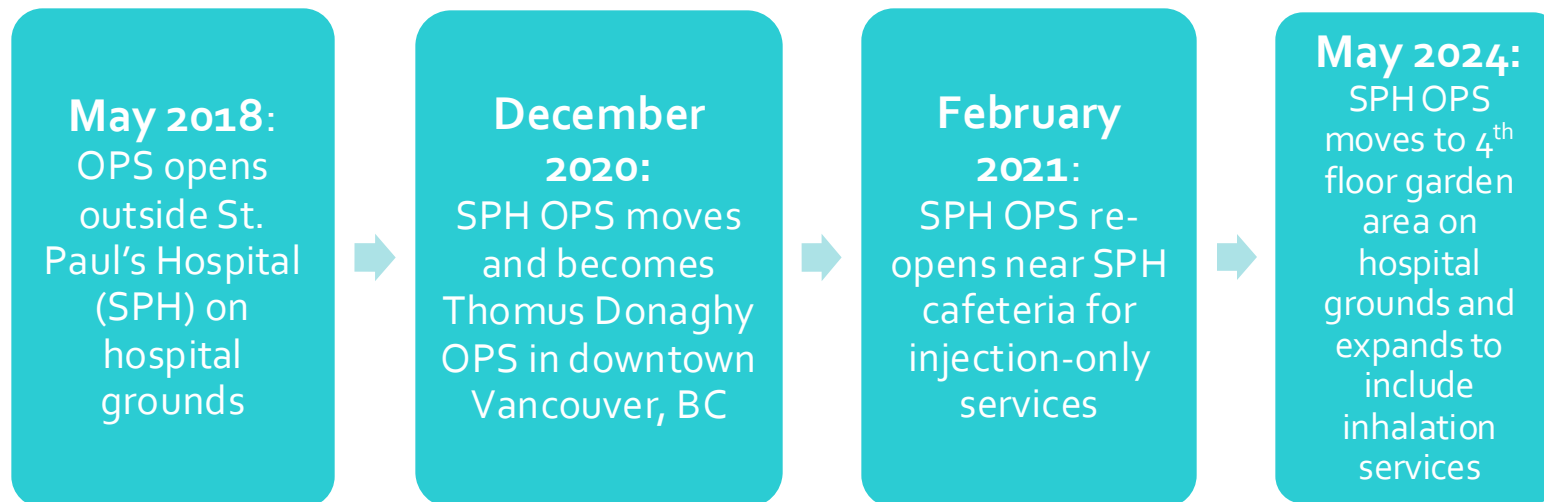 May 2018:
OPS opens
outside St.
Paul’s Hospital
(SPH) on
hospital
grounds
December
2020:
SPH OPS moves
and becomes
Thomus Donaghy
OPS in downtown
Vancouver, BC
February
2021:
SPH OPS re-
opens near SPH
cafeteria for
injection-only
services
May 2024:
SPH OPS
moves to 4th
floor garden
area on
hospital
grounds and
expands to
include
inhalation
services